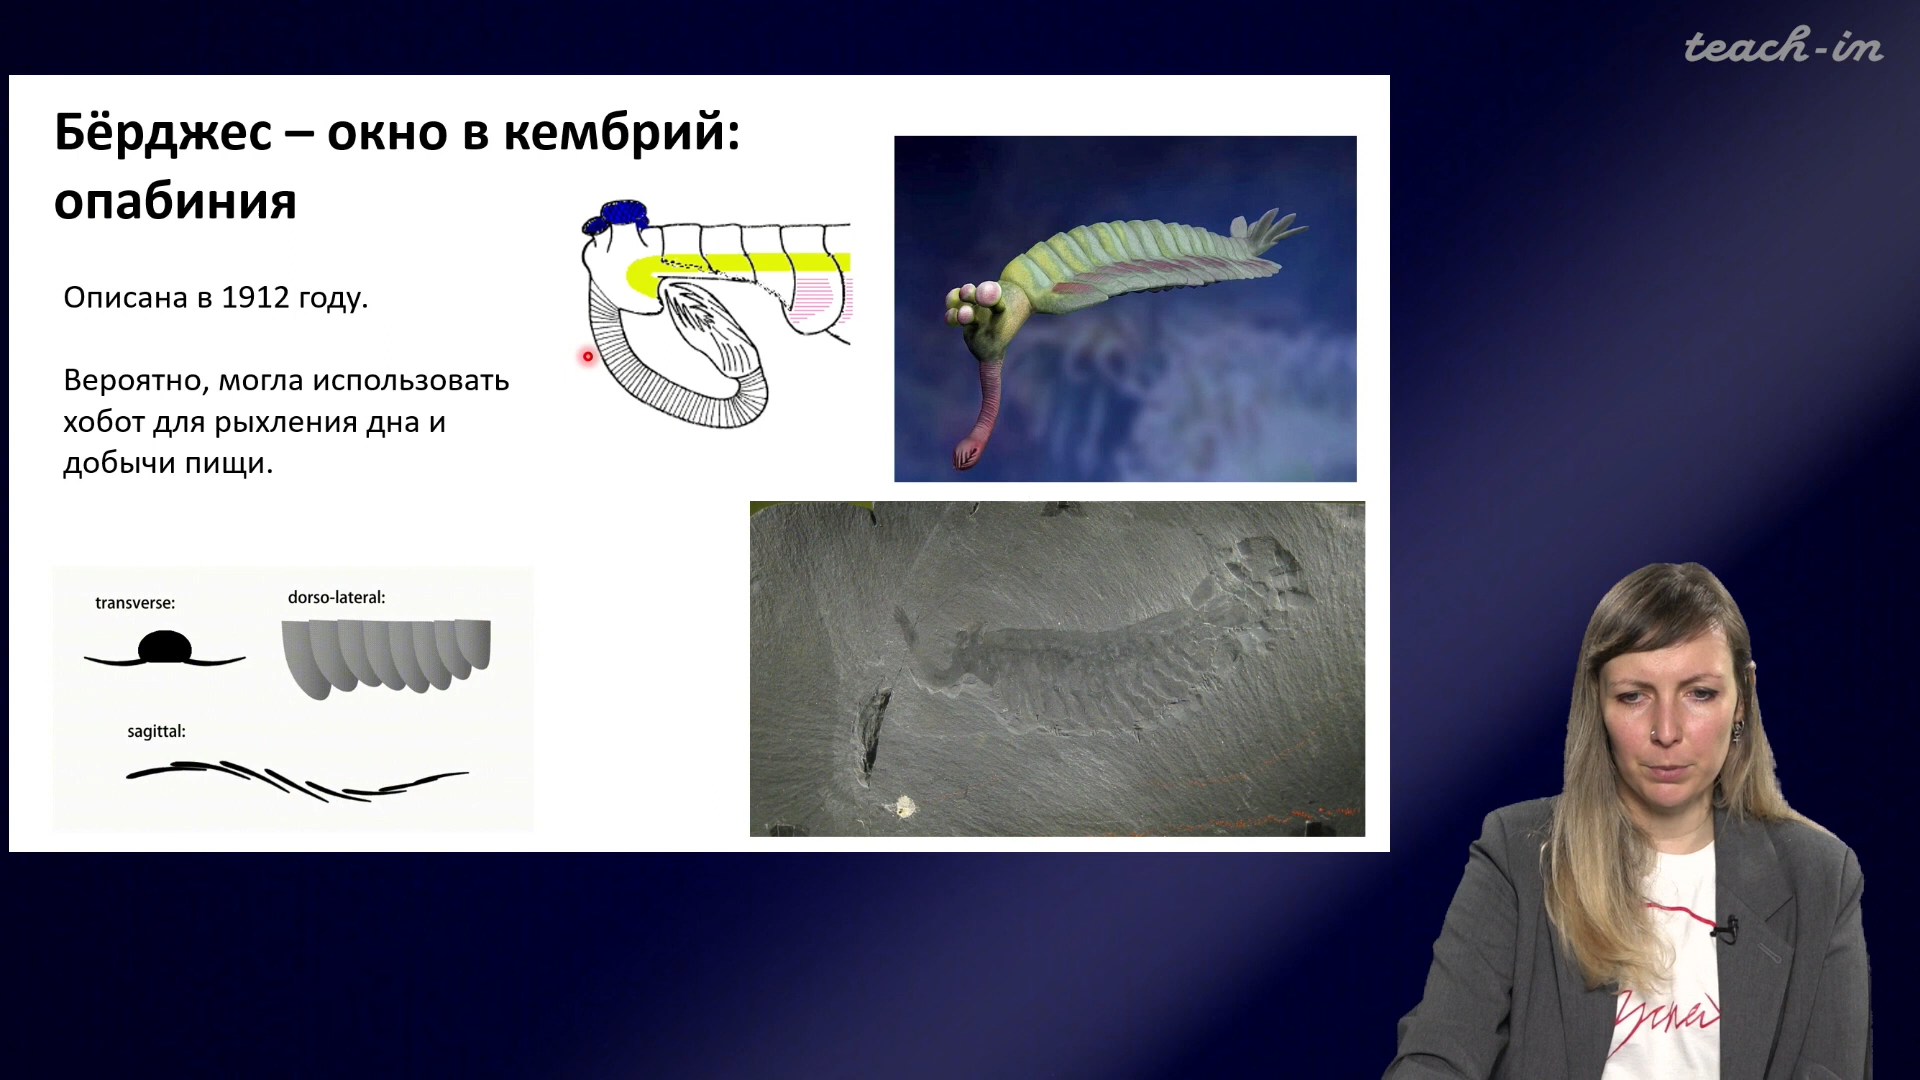 teach-in
Бёрджес – окно в кембрий:
опабиния
Описана в 1912 году.
Вероятно, могла использовать
хобот для рыхления дна и
добычи пищи.
transverse:
dorso-lateral:
sagittal: